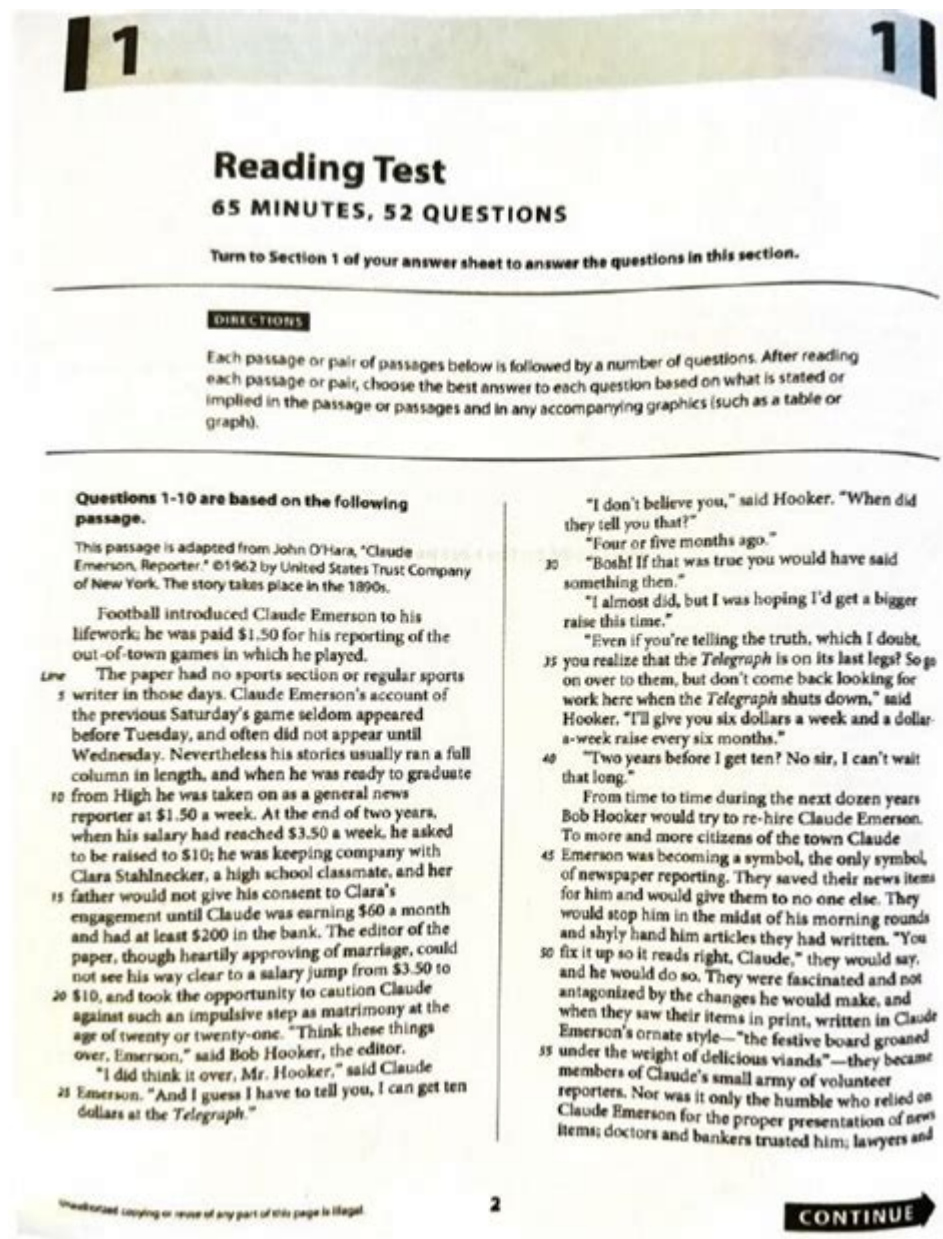 1
1
Reading Test
65 MINUTES, 52 QUESTIONS
Turn to Section 1 of your answer sheet to answer the questions in this section.
DIRECTIONS
Each passage or pair of passages below is followed by a number of questions. After reading
each passage or pair, choose the best answer to each question based on what is stated or
implied in the passage or passages and in any accompanying graphics (such as a table or
graph).
Questions 1-10 are based on the following
passage.
This passage is adapted from John O'Hara, "Claude
Emerson, Reporter." ©1962 by United States Trust Company
of New York. The story takes place in the 1890s.
Football introduced Claude Emerson to his
lifework; he was paid $1.50 for his reporting of the
out-of-town games in which he played.
Line The paper had no sports section or regular sports
5 writer in those days. Claude Emerson's account of
the previous Saturday's game seldom appeared
before Tuesday, and often did not appear until
Wednesday. Nevertheless his stories usually ran a full
column in length, and when he was ready to graduate
10 from High he was taken on as a general news
reporter at $1.50 a week. At the end of two years,
when his salary had reached $3.50 a week, he asked
to be raised to $10; he was keeping company with
Clara Stahlnecker, a high school classmate, and her
15 father would not give his consent to Clara's
engagement until Claude was earning $60 a month
and had at least $200 in the bank. The editor of the
paper, though heartily approving of marriage, could
not see his way clear to a salary jump from $3.50 to
20 $10, and took the opportunity to caution Claude
against such an impulsive step as matrimony at the
age of twenty or twenty-one. "Think these things
over, Emerson," said Bob Hooker, the editor.
"I did think it over, Mr. Hooker," said Claude
25 Emerson. "And I guess I have to tell you, I can get ten
dollars at the Telegraph."
"I don't believe you," said Hooker. "When did
they tell you that?"
"Four or five months ago."
30 "Bosh! If that was true you would have said
something then."
"I almost did, but I was hoping I'd get a bigger
raise this time."
"Even if you're telling the truth, which I doubt,
35 you realize that the Telegraph is on its last legs? So go
on over to them, but don't come back looking for
work here when the Telegraph shuts down," said
Hooker. "I'll give you six dollars a week and a dollar-
a-week raise every six months."
40 "Two years before I get ten? No sir, I can't wait
that long."
From time to time during the next dozen years
Bob Hooker would try to re-hire Claude Emerson.
To more and more citizens of the town Claude
45 Emerson was becoming a symbol, the only symbol,
of newspaper reporting. They saved their news items
for him and would give them to no one else. They
would stop him in the midst of his morning rounds
and shyly hand him articles they had written. "You
50 fix it up so it reads right, Claude," they would say,
and he would do so. They were fascinated and not
antagonized by the changes he would make, and
when they saw their items in print, written in Claude
Emerson's ornate style—"the festive board groaned
55 under the weight of delicious viands"—they became
members of Claude's small army of volunteer
reporters. Nor was it only the humble who relied on
Claude Emerson for the proper presentation of news
items; doctors and bankers trusted him; lawyers and
Unauthorized copying or reuse of any part of this page is illegal.
2
CONTINUE